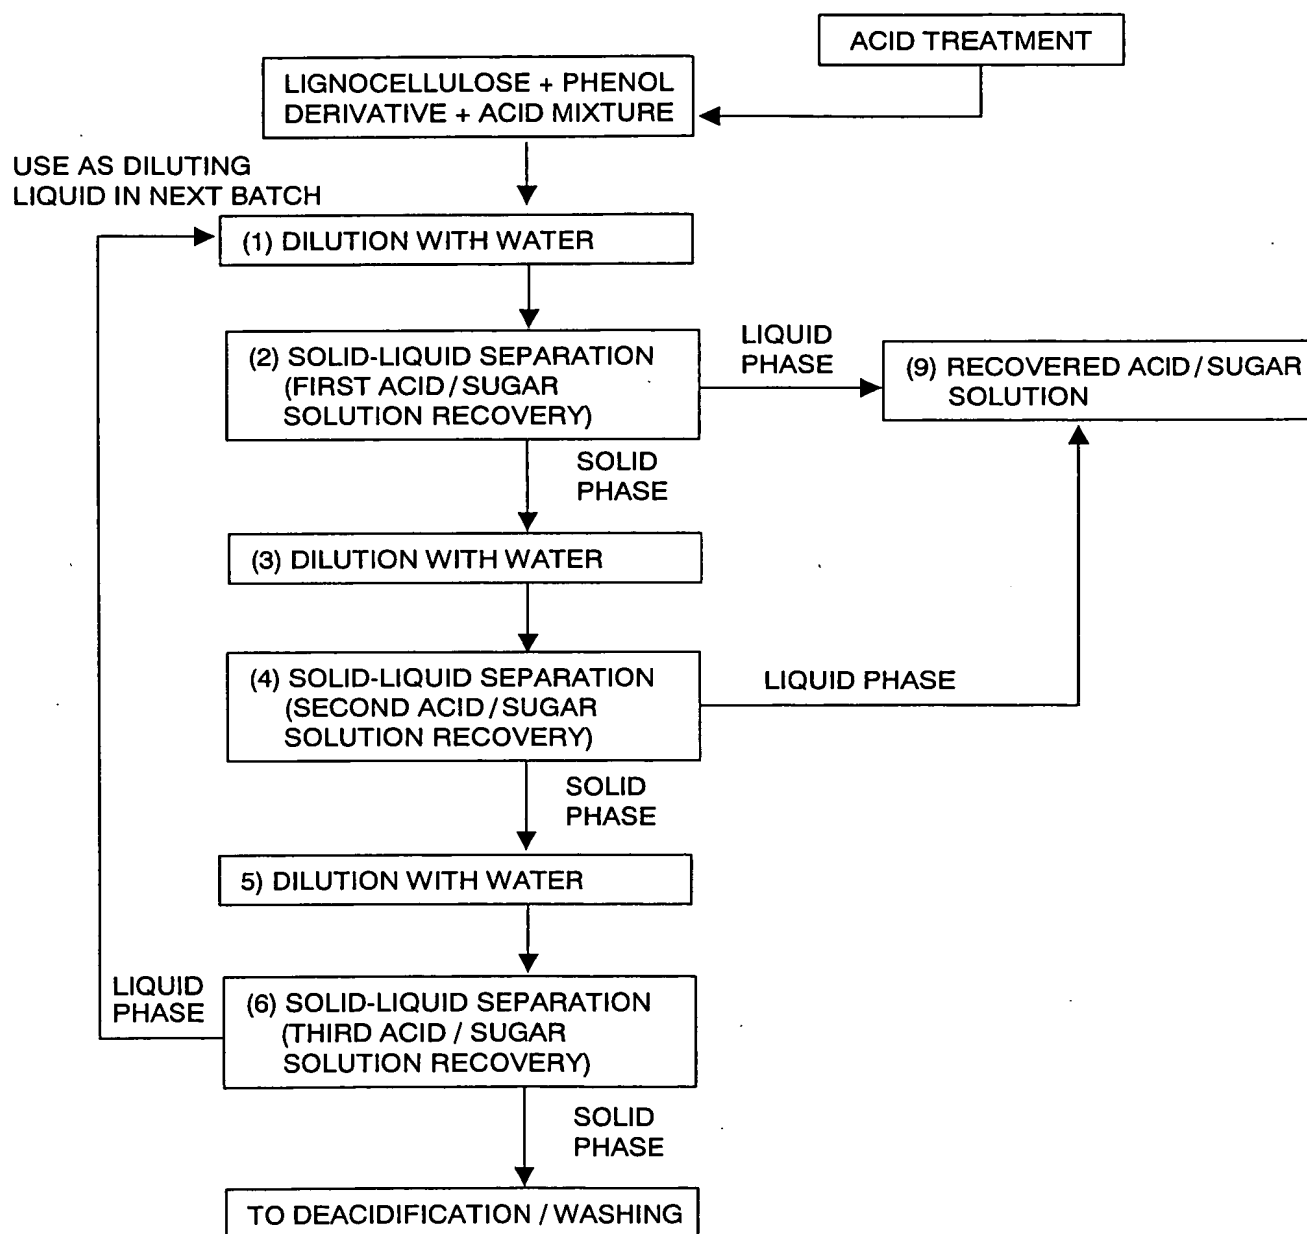 ACID TREATMENT
LIGNOCELLULOSE + PHENOL
DERIVATIVE + ACID MIXTURE
USE AS DILUTING
LIQUID IN NEXT BATCH
(1) DILUTION WITH WATER
(2) SOLID-LIQUID SEPARATION
(FIRST ACID / SUGAR
SOLUTION RECOVERY)
LIQUID
PHASE
(9) RECOVERED ACID / SUGAR
SOLUTION
SOLID
PHASE
(3) DILUTION WITH WATER
(4) SOLID-LIQUID SEPARATION
(SECOND ACID / SUGAR
SOLUTION RECOVERY)
LIQUID PHASE
SOLID
PHASE
5) DILUTION WITH WATER
LIQUID
PHASE
(6) SOLID-LIQUID SEPARATION
(THIRD ACID / SUGAR
SOLUTION RECOVERY)
SOLID
PHASE
TO DEACIDIFICATION / WASHING